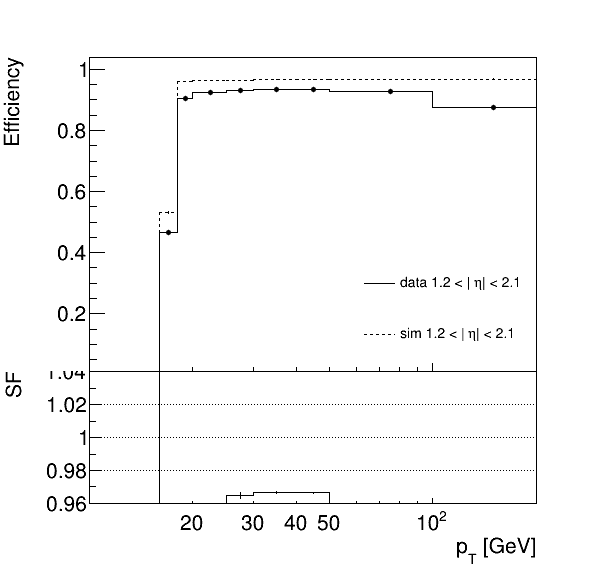 Efficiency
1
0.8
0.6
0.4
0.2
data 1.2 < | η| < 2.1
sim 1.2 < | η| < 2.1
SF
1.04
1.02
1
0.98
0.96
20 30 40 50 10²
p_T [GeV]